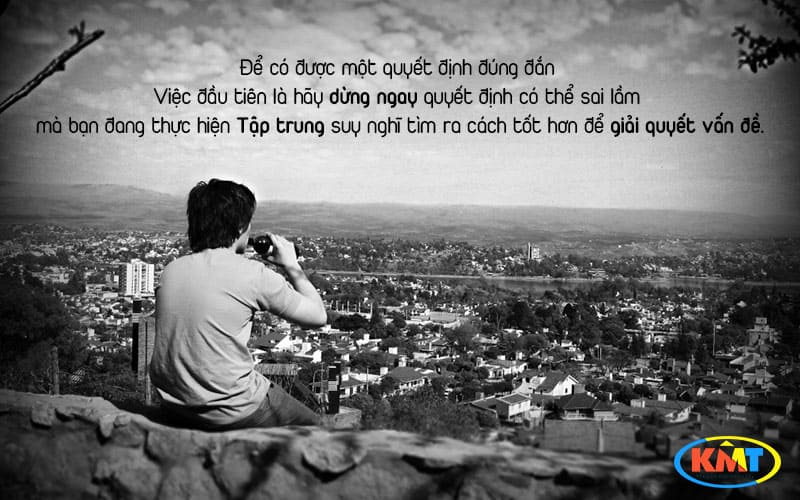 Để có được một quyết định đúng đắn
Việc đầu tiên là hãy dừng ngay quyết định có thể sai lầm
mà bạn đang thực hiện Tập trung suy nghĩ tìm ra cách tốt hơn để giải quyết vấn đề.
KMT